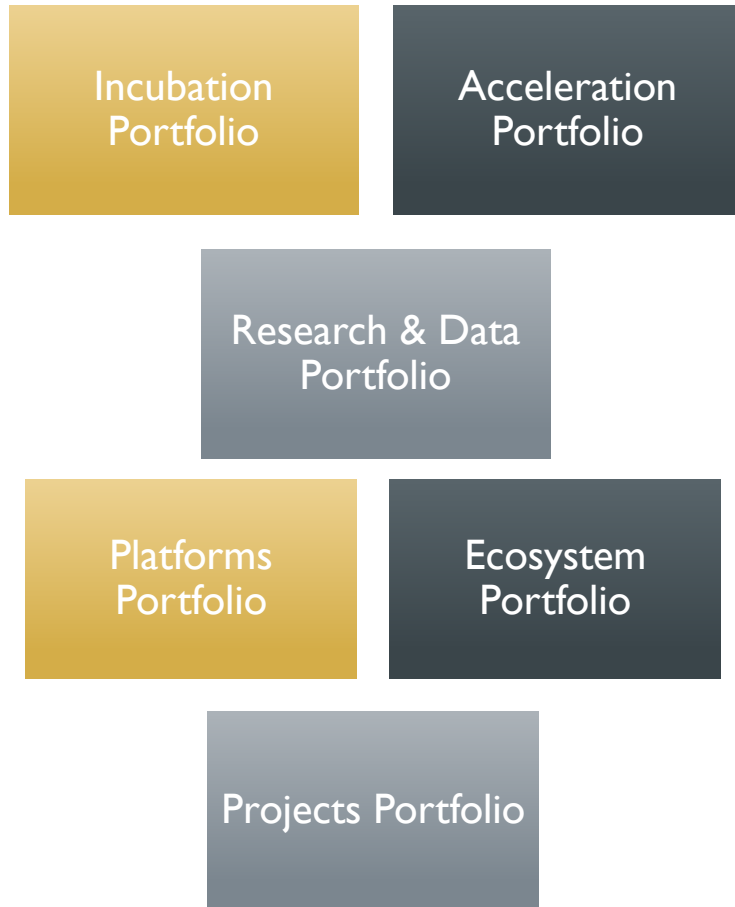 Incubation
Portfolio
Acceleration
Portfolio
Research & Data
Portfolio
Platforms
Portfolio
Ecosystem
Portfolio
Projects Portfolio